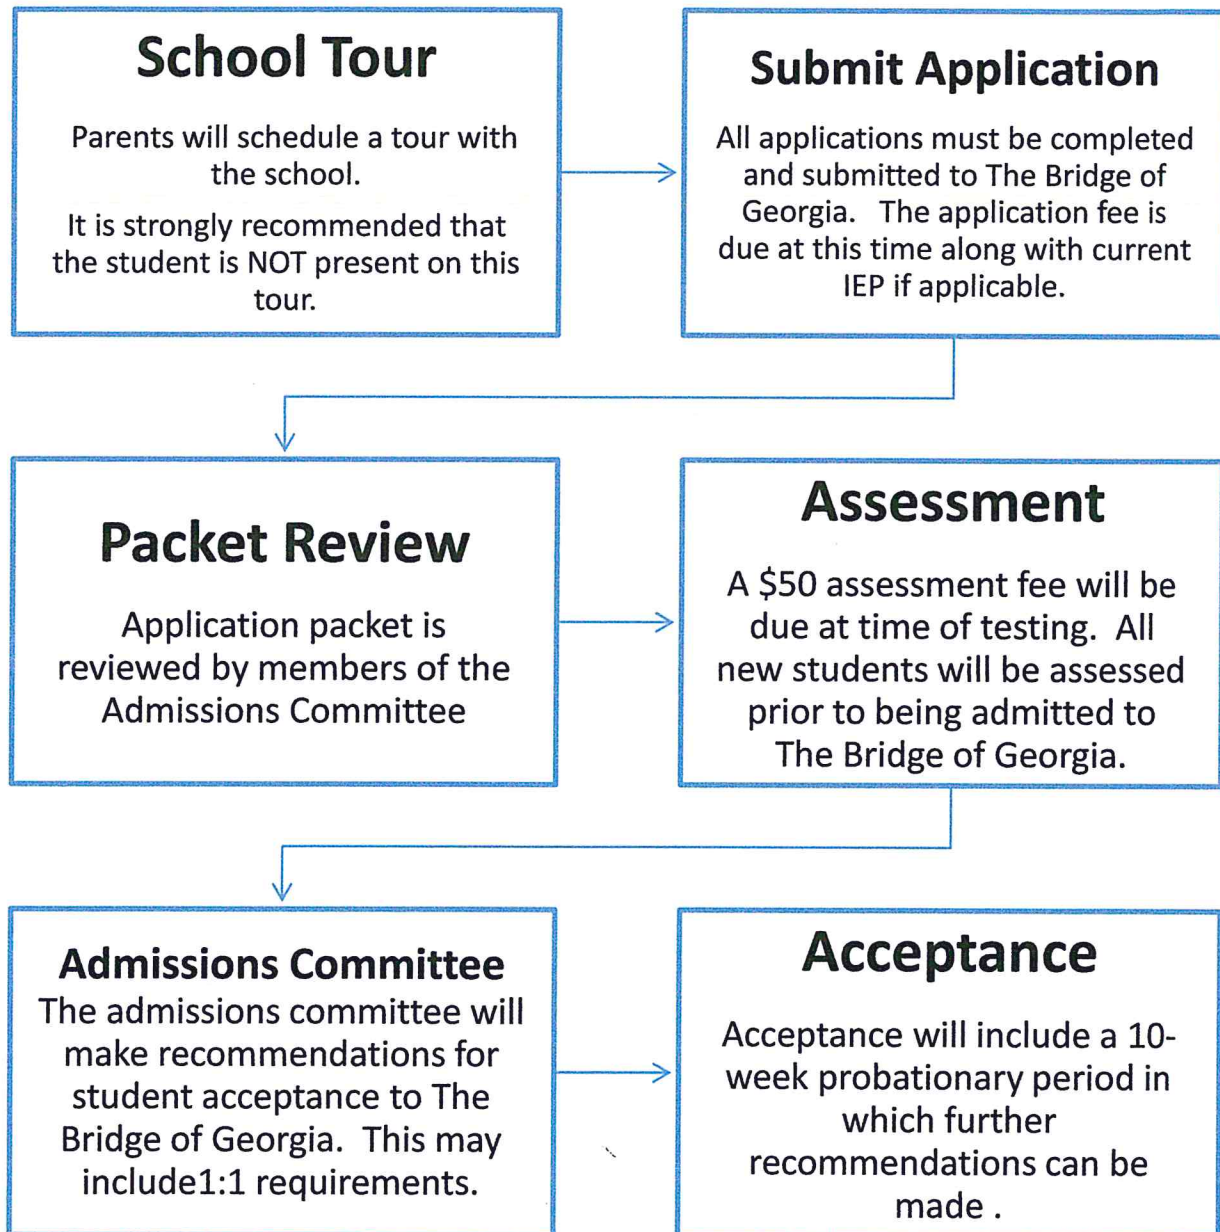 School Tour
Parents will schedule a tour with
the school.
It is strongly recommended that
the student is NOT present on this
tour.
Submit Application
All applications must be completed
and submitted to The Bridge of
Georgia.   The application fee is
due at this time along with current
IEP if applicable.
Packet Review
Application packet is
reviewed by members of the
Admissions Committee
Assessment
A $50 assessment fee will be
due at time of testing.  All
new students will be assessed
prior to being admitted to
The Bridge of Georgia.
Admissions Committee
The admissions committee will
make recommendations for
student acceptance to The
Bridge of Georgia.  This may
include1:1 requirements.
Acceptance
Acceptance will include a 10-
week probationary period in
which further
recommendations can be
made .